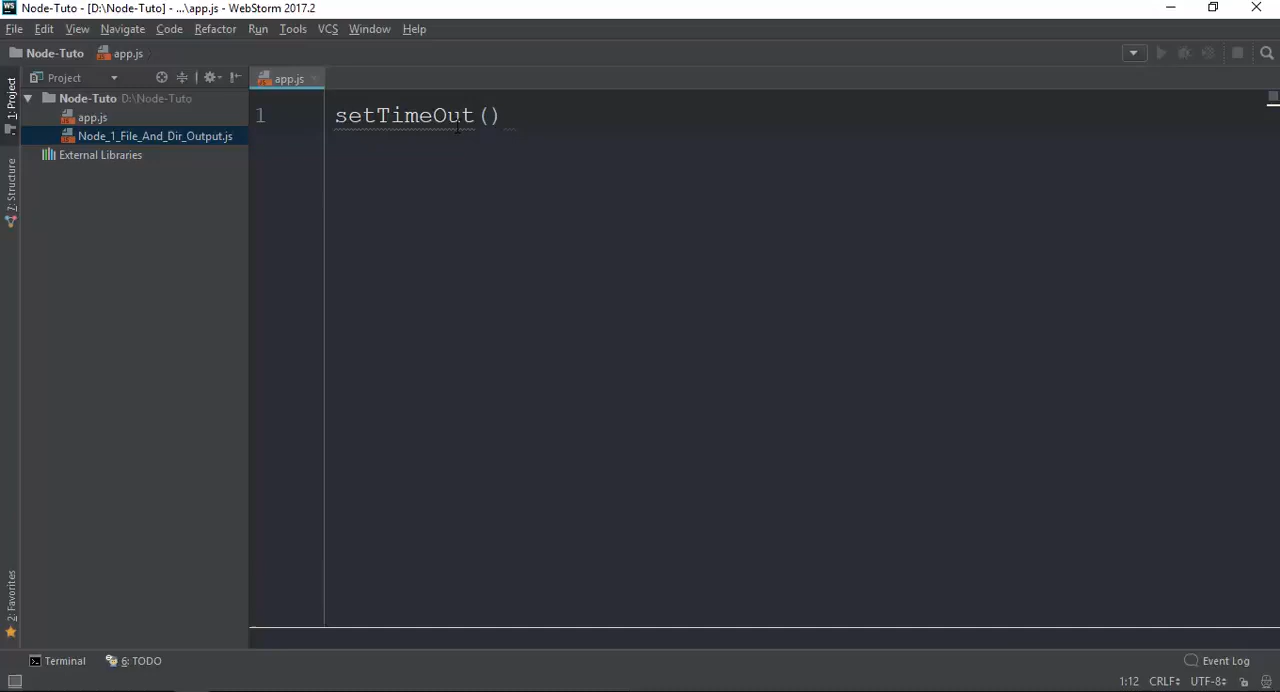 WS Node-Tuto - [D:\Node-Tuto] - ...\app.js - WebStorm 2017.2
File Edit View Navigate Code Refactor Run Tools VCS Window Help
Node-Tuto app.js
Project app.js
1: Project
Node-Tuto D:\Node-Tuto
app.js
Node_1_File_And_Dir_Output.js
External Libraries
7: Structure
2: Favorites
1 setTimeOut()
Terminal 6: TODO Event Log
1:12 CRLF UTF-8